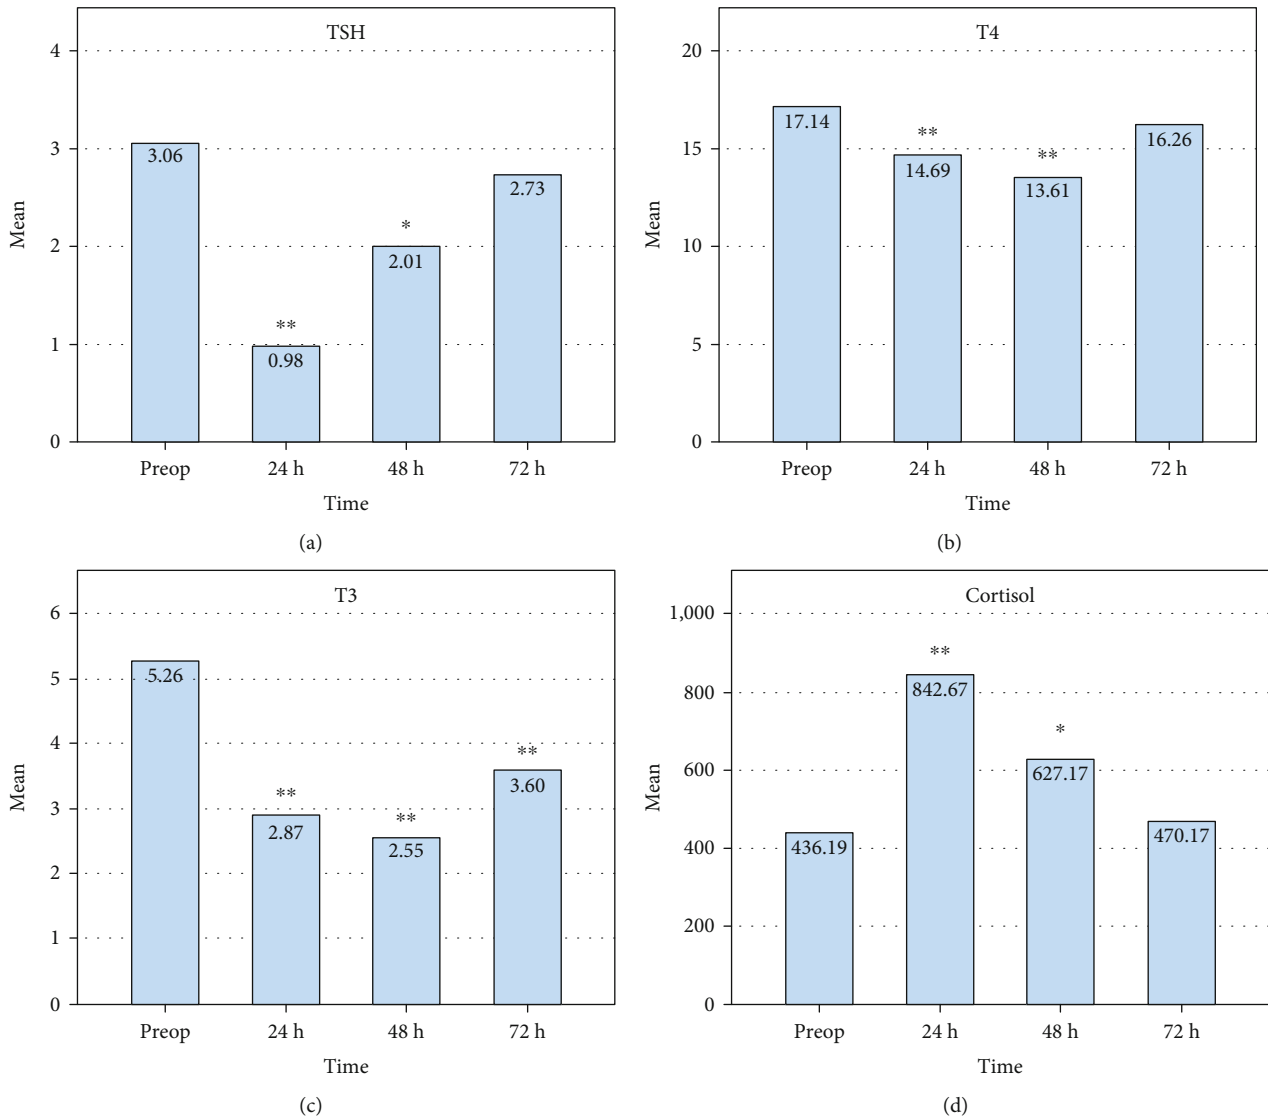 TSH
4
3
2
1
0
Mean
3.06
**
0.98
*
2.01
2.73
Preop 24 h 48 h 72 h
Time
(a)
T4
20
15
10
5
0
Mean
17.14
**
14.69
**
13.61
16.26
Preop 24 h 48 h 72 h
Time
(b)
T3
6
5
4
3
2
1
0
Mean
5.26
**
2.87
**
2.55
**
3.60
Preop 24 h 48 h 72 h
Time
(c)
Cortisol
1,000
800
600
400
200
0
Mean
436.19
**
842.67
*
627.17
470.17
Preop 24 h 48 h 72 h
Time
(d)